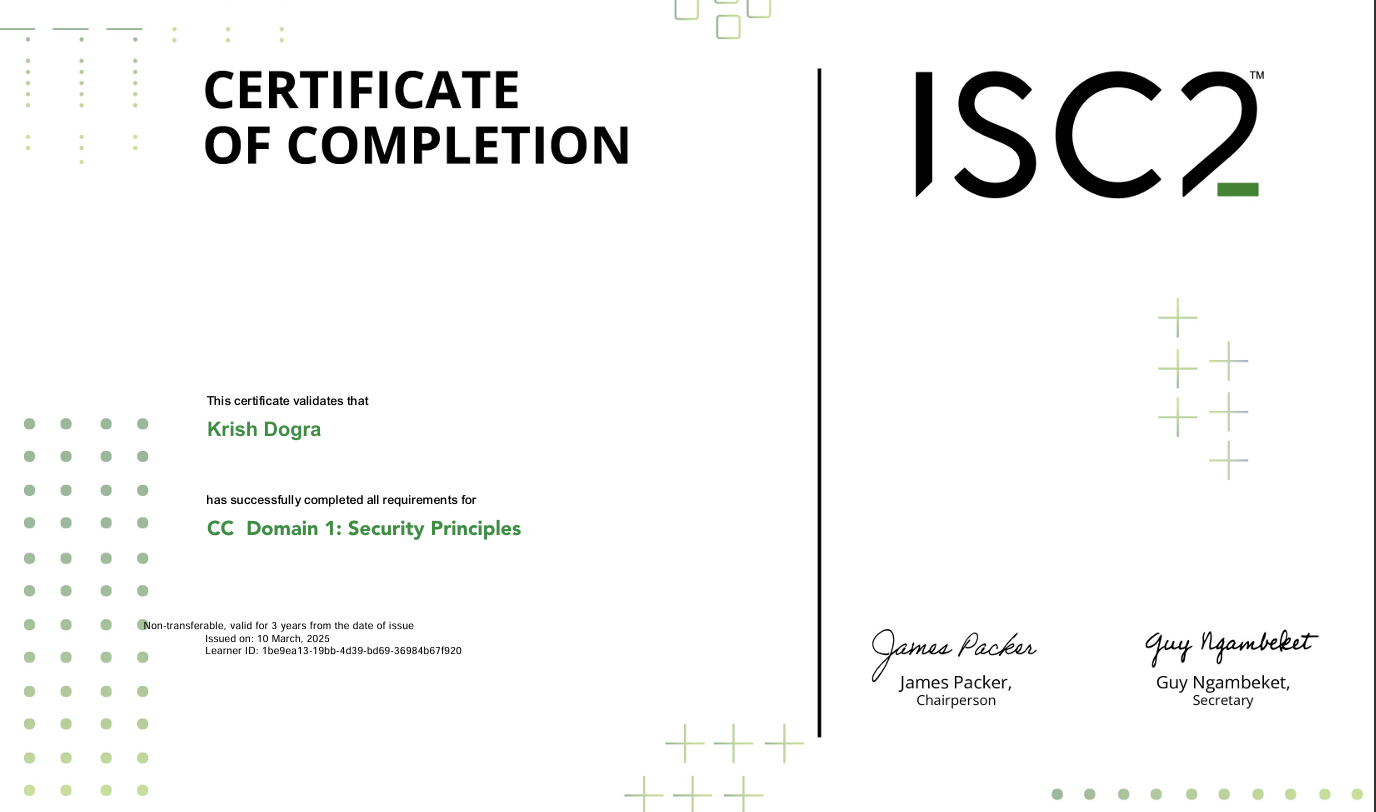 CERTIFICATE
OF COMPLETION
This certificate validates that
Krish Dogra
has successfully completed all requirements for
CC  Domain 1: Security Principles
Non-transferable, valid for 3 years from the date of issue
Issued on: 10 March, 2025
Learner ID: 1be9ea13-19bb-4d39-bd69-36984b67f920
ISC2™
James Packer
James Packer,
Chairperson
Guy Ngambeket
Guy Ngambeket,
Secretary